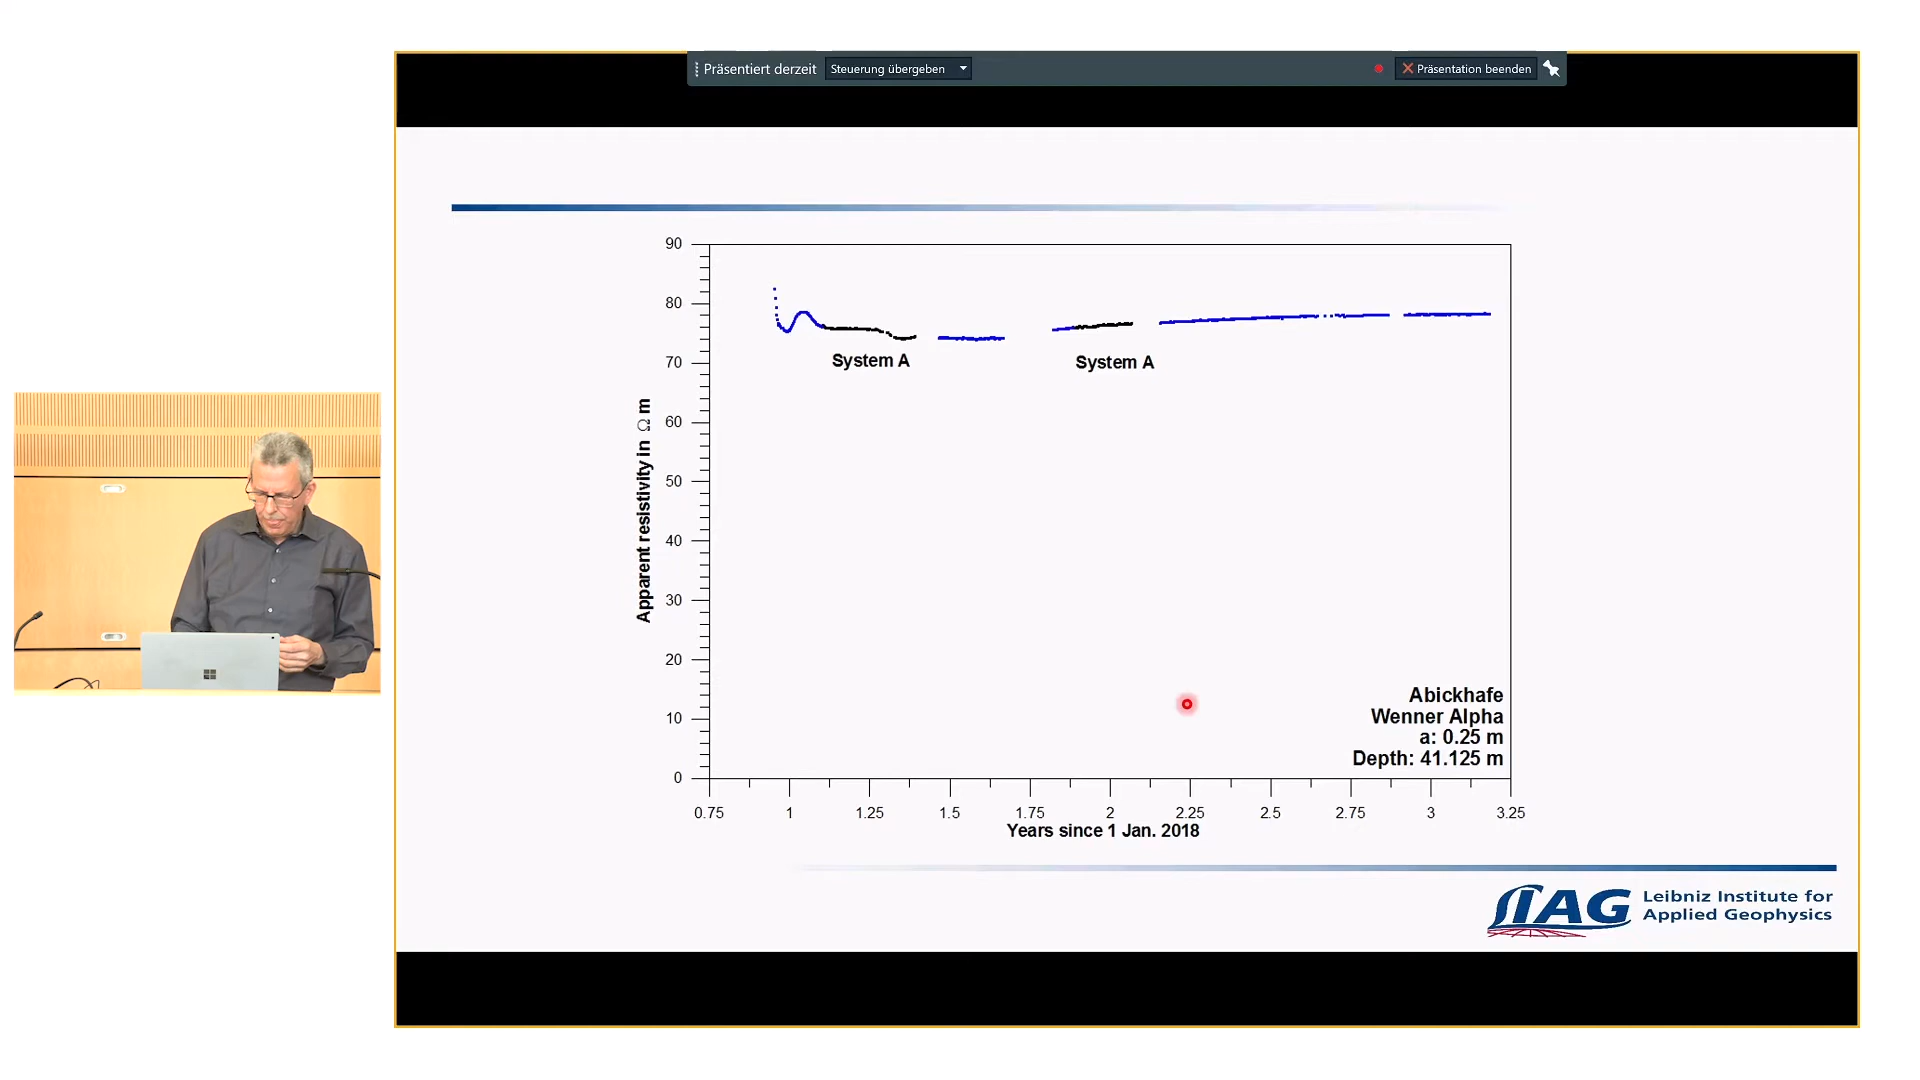 Präsentiert derzeit
Steuerung übergeben
Präsentation beenden
90
80
70
60
50
40
30
20
10
0
Apparent resistivity in Ω m
System A
System A
Abickhafe
Wenner Alpha
a: 0.25 m
Depth: 41.125 m
0.75 1 1.25 1.5 1.75 2 2.25 2.5 2.75 3 3.25
Years since 1 Jan. 2018
LIAG
Leibniz Institute for
Applied Geophysics